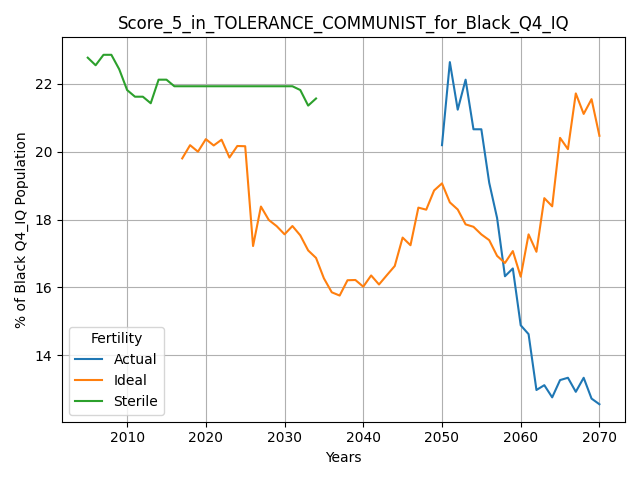 Score_5_in_TOLERANCE_COMMUNIST_for_Black_Q4_IQ
% of Black Q4_IQ Population
22
20
18
16
14
Fertility
Actual
Ideal
Sterile
2010 2020 2030 2040 2050 2060 2070
Years